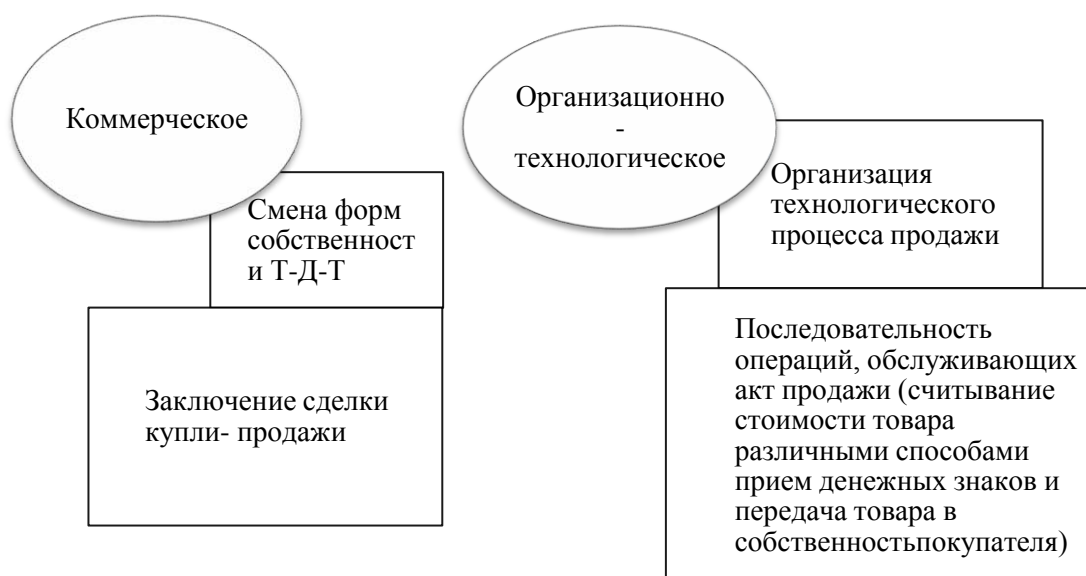 Коммерческое
Смена форм
собственност
и Т-Д-Т
Заключение сделки
купли- продажи
Организационно
-
технологическое
Организация
технологического
процесса продажи
Последовательность
операций, обслуживающих
акт продажи (считывание
стоимости товара
различными способами
прием денежных знаков и
передача товара в
собственностьпокупателя)